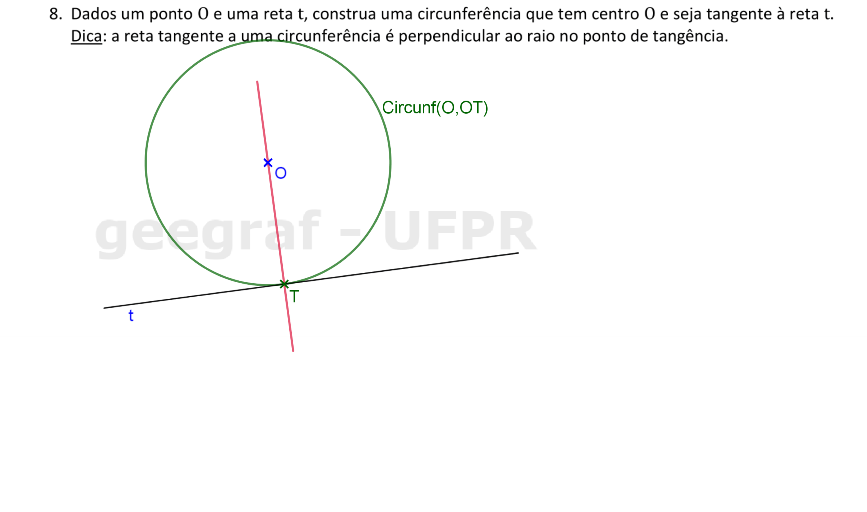 8. Dados um ponto O e uma reta t, construa uma circunferência que tem centro O e seja tangente à reta t.
Dica: a reta tangente a uma circunferência é perpendicular ao raio no ponto de tangência.
Circunf(O,OT)
O
geegraf - UFPR
T
t